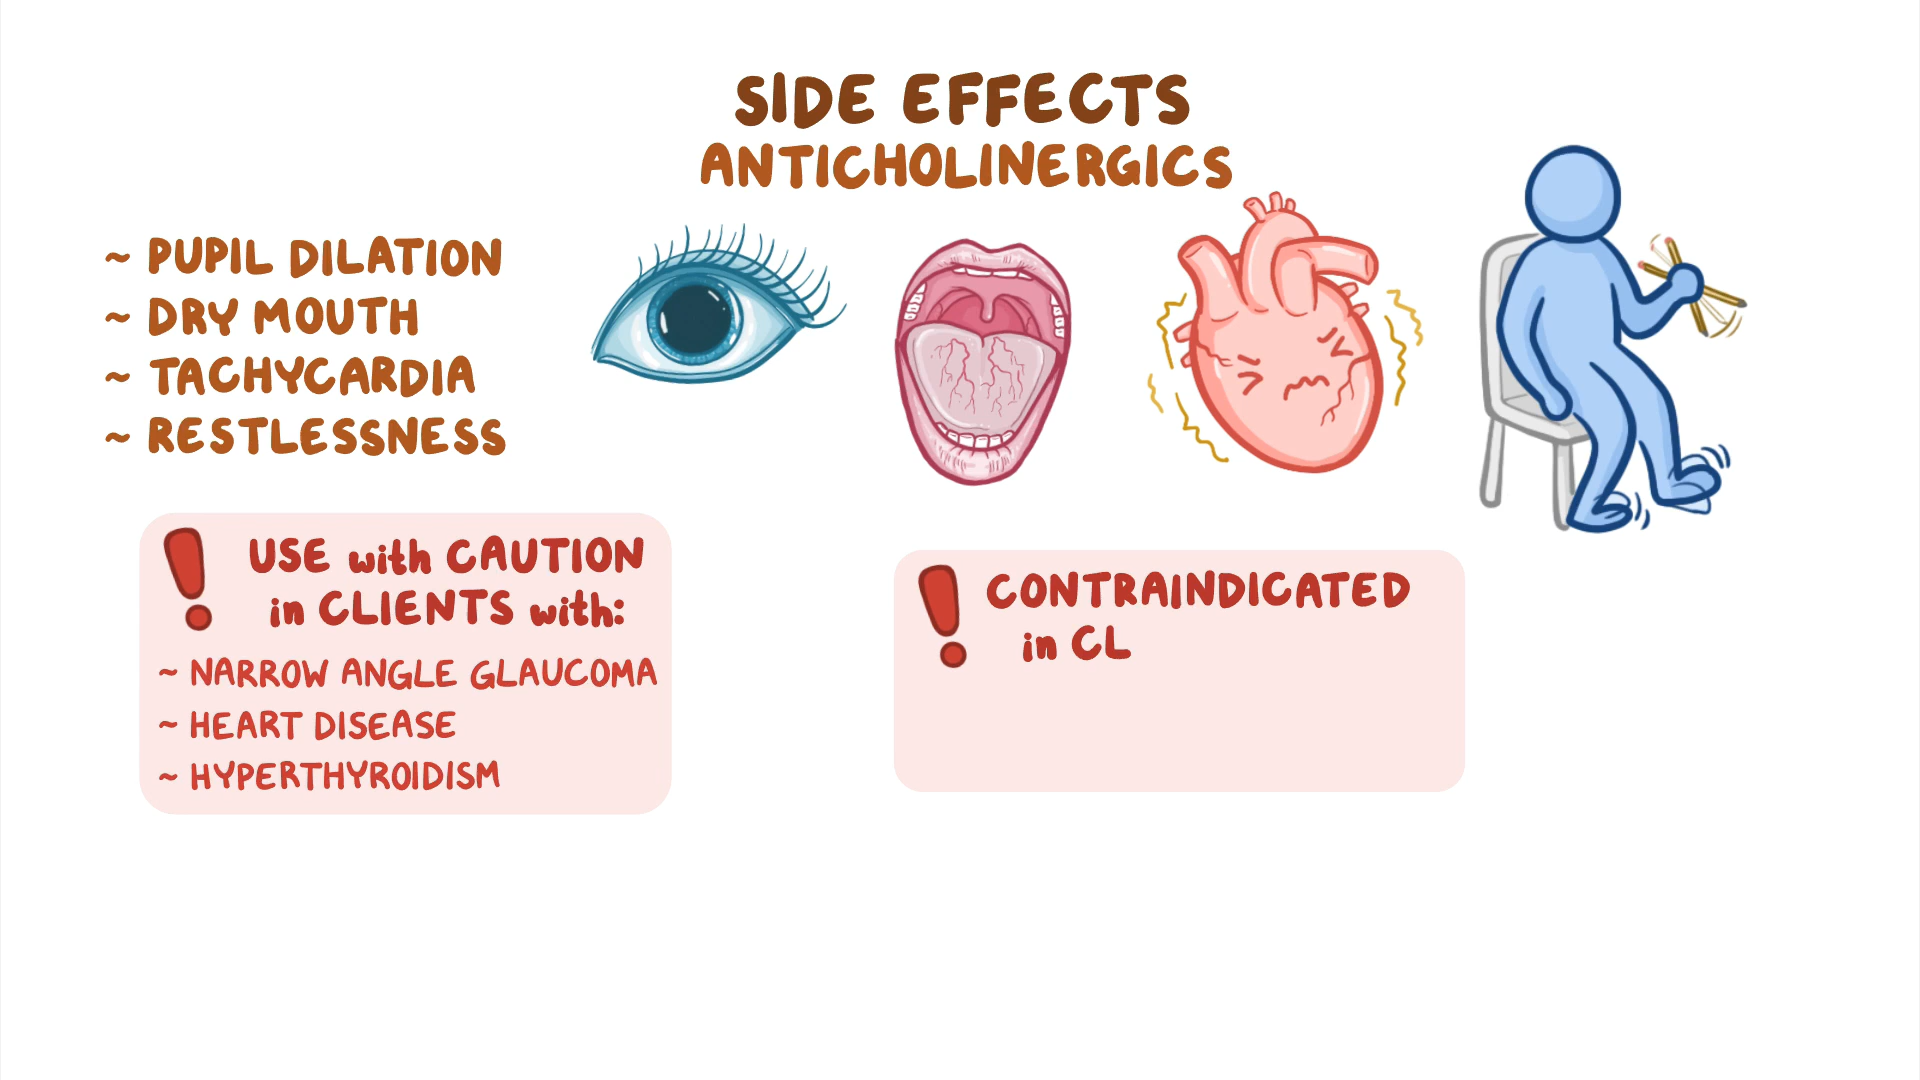 SIDE EFFECTS
ANTICHOLINERGICS
~ PUPIL DILATION
~ DRY MOUTH
~ TACHYCARDIA
~ RESTLESSNESS
! USE with CAUTION
in CLIENTS with:
~ NARROW ANGLE GLAUCOMA
~ HEART DISEASE
~ HYPERTHYROIDISM
! CONTRAINDICATED
in CL